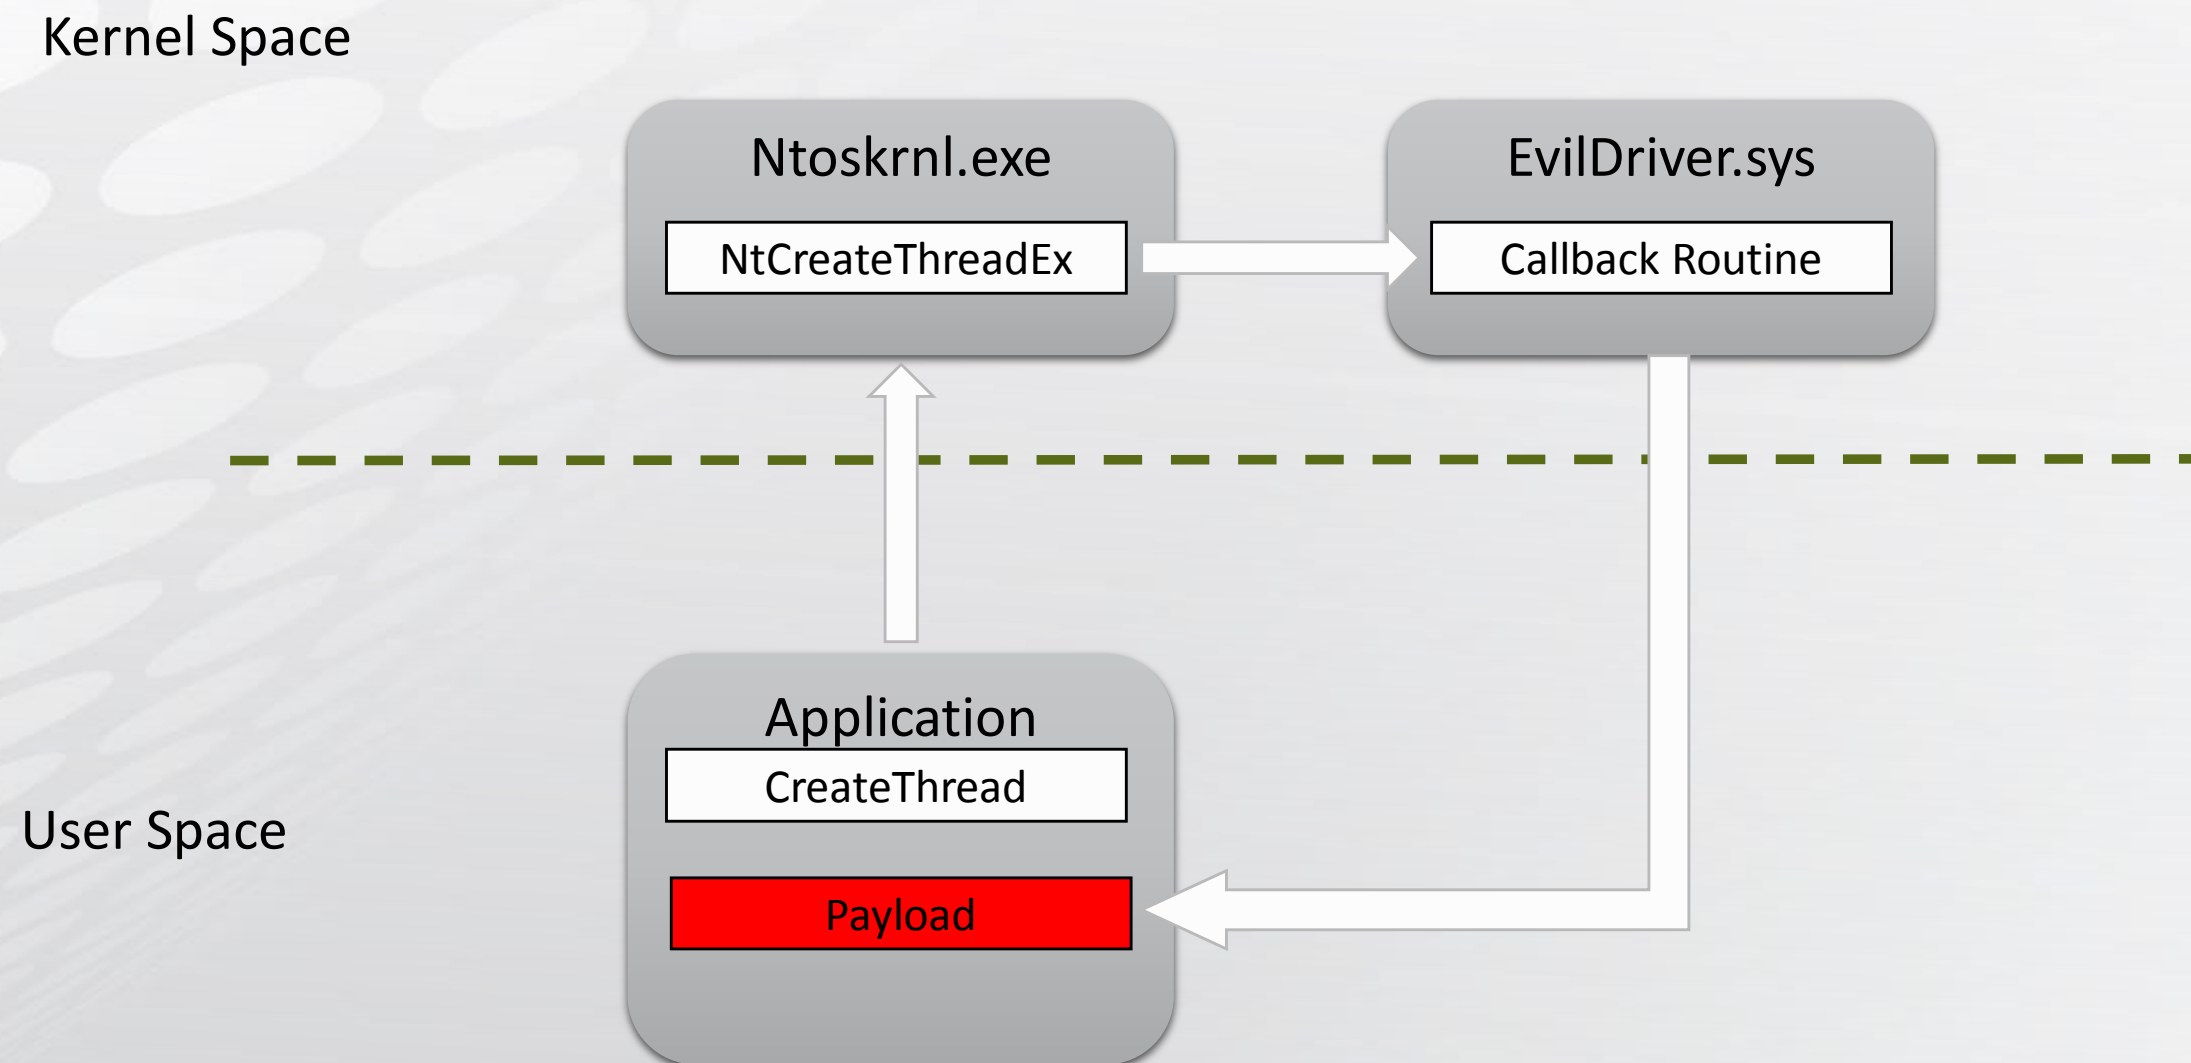 Kernel Space
Ntoskrnl.exe
NtCreateThreadEx
EvilDriver.sys
Callback Routine
Application
CreateThread
User Space
Payload